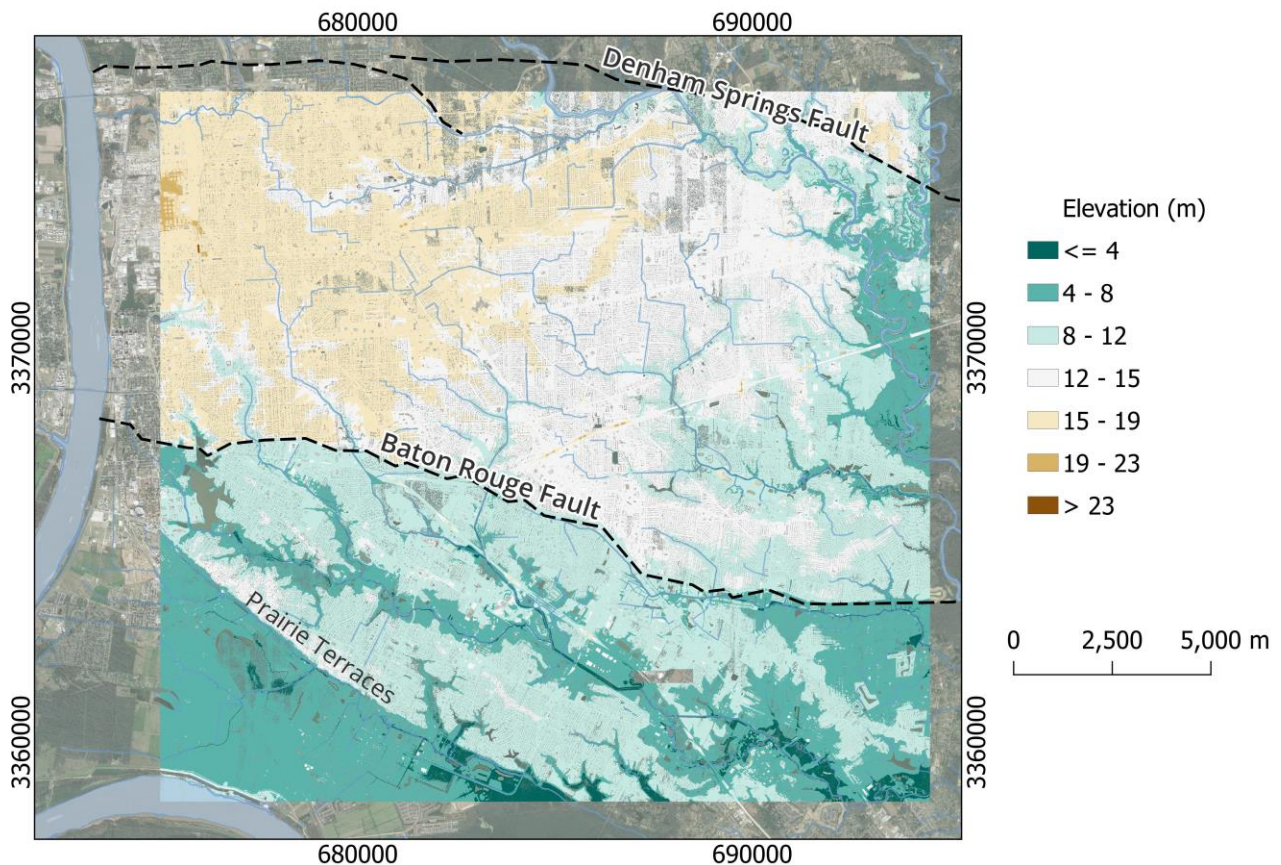 680000
690000
Denham Springs Fault
Elevation (m)
<= 4
4 - 8
8 - 12
12 - 15
15 - 19
19 - 23
> 23
3370000
3370000
Baton Rouge Fault
Prairie Terraces
0
2,500
5,000 m
3360000
3360000
680000
690000